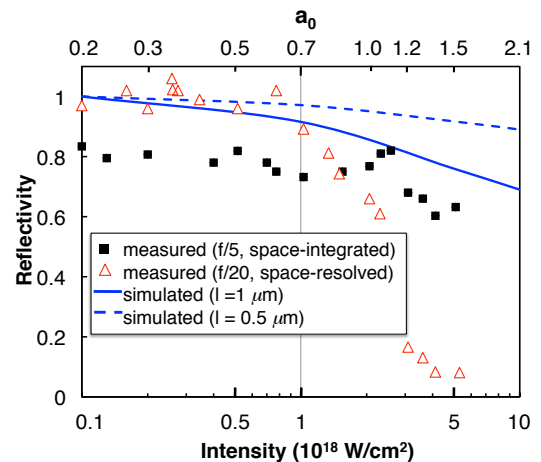 a0
0.2 0.3 0.5 0.7 1.0 1.2 1.5 2.1
1
0.8
0.6
0.4
0.2
0
Reflectivity
measured (f/5, space-integrated)
measured (f/20, space-resolved)
simulated (l =1 μm)
simulated (l = 0.5 μm)
0.1 0.5 1 5 10
Intensity (10¹⁸ W/cm²)